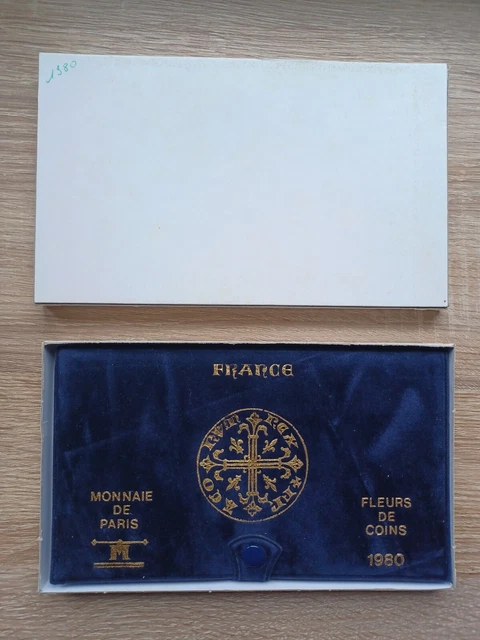 1980
FRANCE
MONNAIE
DE
PARIS
FLEURS
DE
COINS
1980